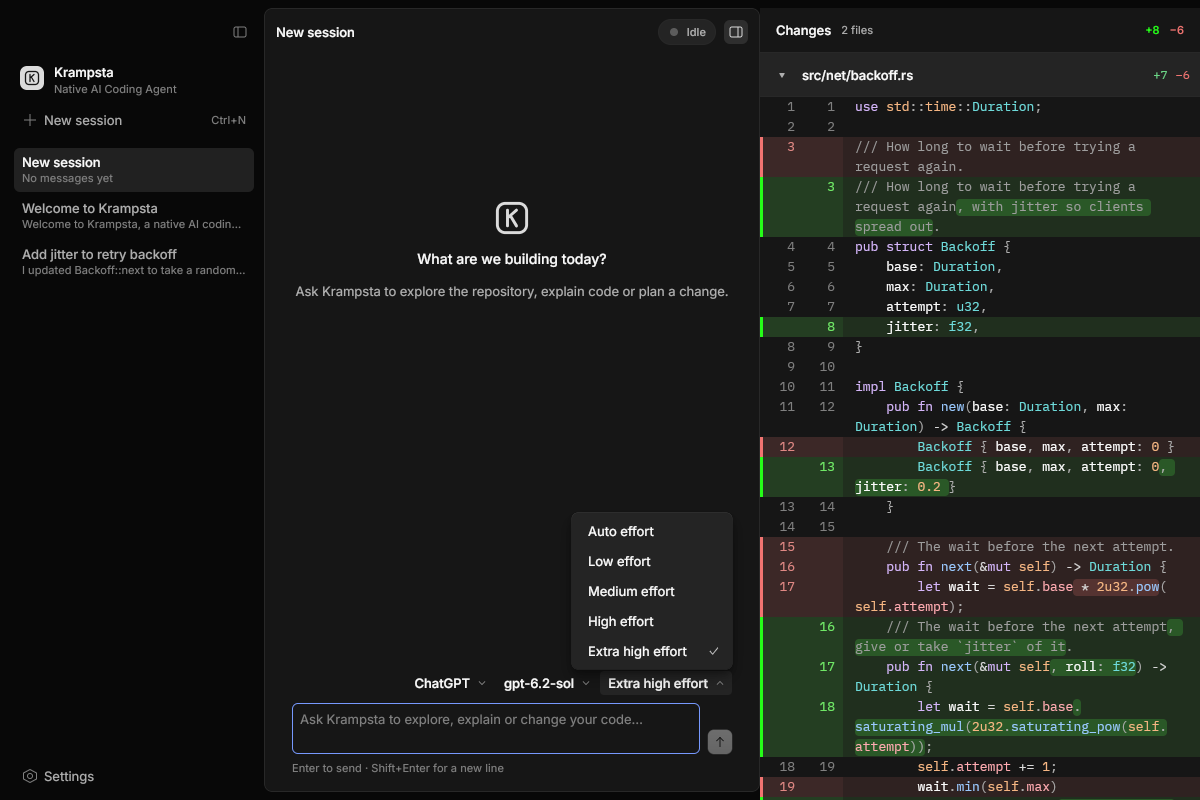 Krampsta
Native AI Coding Agent
New session
Ctrl+N
New session
No messages yet
Welcome to Krampsta
Welcome to Krampsta, a native AI codin...
Add jitter to retry backoff
I updated Backoff::next to take a random...
Settings
New session
Idle
K
What are we building today?
Ask Krampsta to explore the repository, explain code or plan a change.
Auto effort
Low effort
Medium effort
High effort
Extra high effort
ChatGPT
gpt-6.2-sol
Extra high effort
Ask Krampsta to explore, explain or change your code...
Enter to send · Shift+Enter for a new line
Changes 2 files +8 −6
src/net/backoff.rs +7 −6
1 1 use std::time::Duration;
2 2
3 /// How long to wait before trying a
request again.
3 /// How long to wait before trying a
request again, with jitter so clients
spread out.
4 4 pub struct Backoff {
5 5 base: Duration,
6 6 max: Duration,
7 7 attempt: u32,
8 jitter: f32,
8 9 }
9 10
10 11 impl Backoff {
11 12 pub fn new(base: Duration, max:
Duration) -> Backoff {
12 Backoff { base, max, attempt: 0 }
13 Backoff { base, max, attempt: 0,
jitter: 0.2 }
13 14 }
14 15
15 /// The wait before the next attempt.
16 pub fn next(&mut self) -> Duration {
17 let wait = self.base * 2u32.pow(
self.attempt);
16 /// The wait before the next attempt,
give or take `jitter` of it.
17 pub fn next(&mut self, roll: f32) ->
Duration {
18 let wait = self.base.
saturating_mul(2u32.saturating_pow(self.
attempt));
18 19 self.attempt += 1;
19 wait.min(self.max)